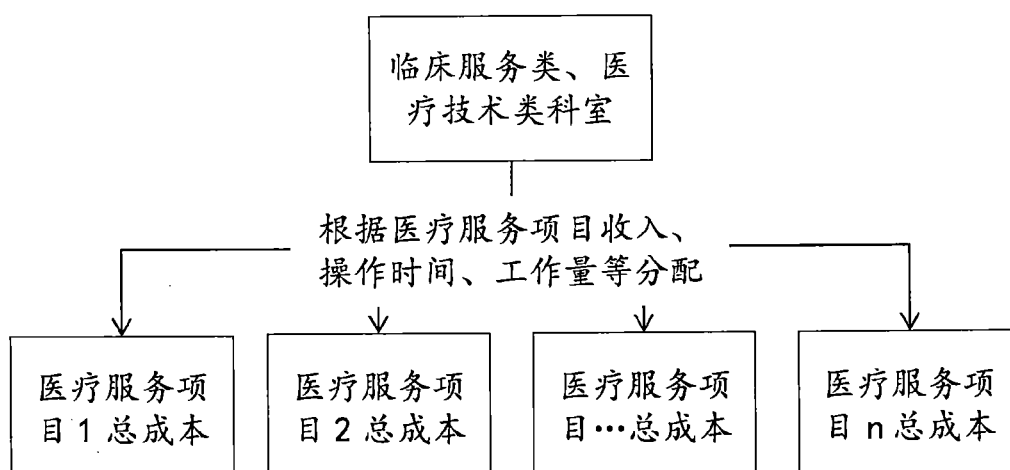 临床服务类、医
疗技术类科室
根据医疗服务项目收入、
操作时间、工作量等分配
医疗服务项
目1总成本
医疗服务项
目2总成本
医疗服务项
目…总成本
医疗服务项
目n总成本